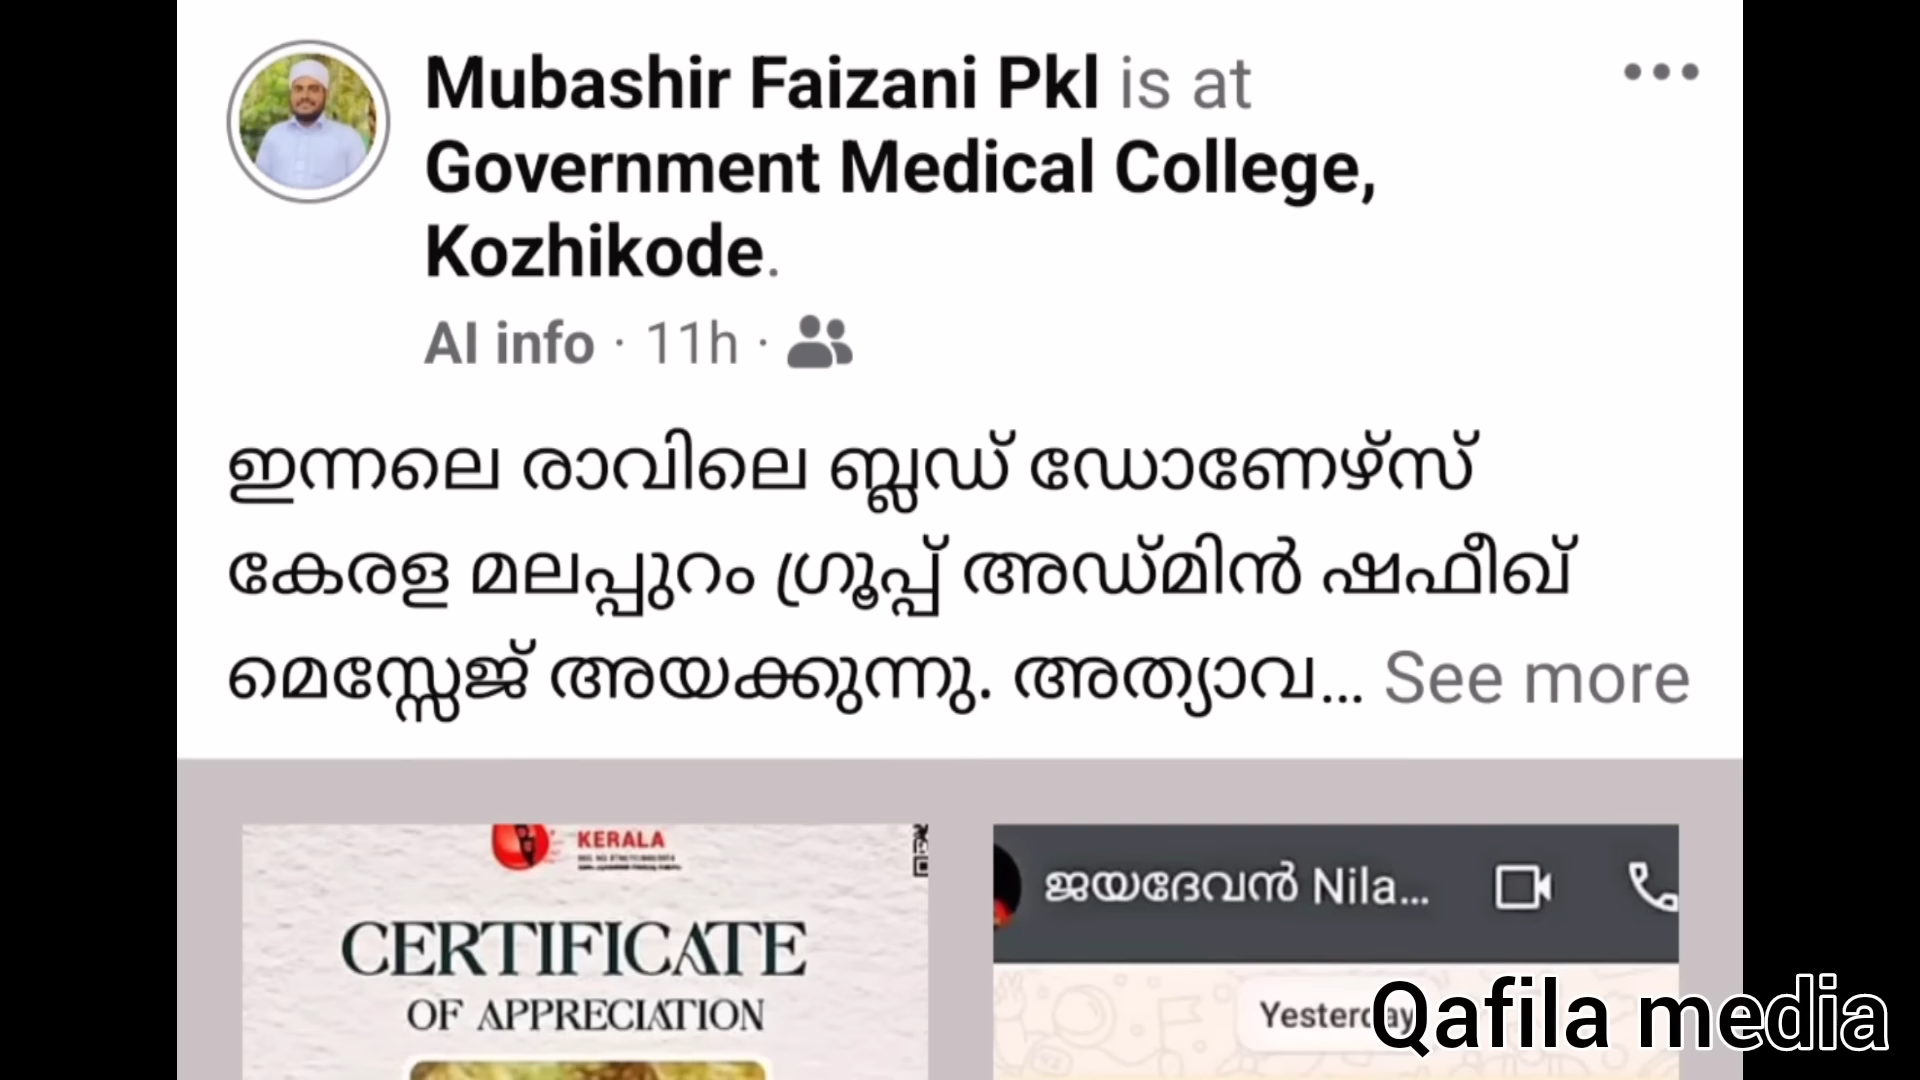 Mubashir Faizani Pkl is at
Government Medical College,
Kozhikode.
AI info · 11h ·
ഇന്നലെ രാവിലെ ബ്ലഡ് ഡോണേഴ്സ്
കേരള മലപ്പുറം ഗ്രൂപ്പ് അഡ്മിൻ ഷഫീഖ്
മെസ്സേജ് അയക്കുന്നു. അത്യാവ... See more
KERALA
CERTIFICATE
OF APPRECIATION
ജയദേവൻ Nila...
Yesterday
Qafila media